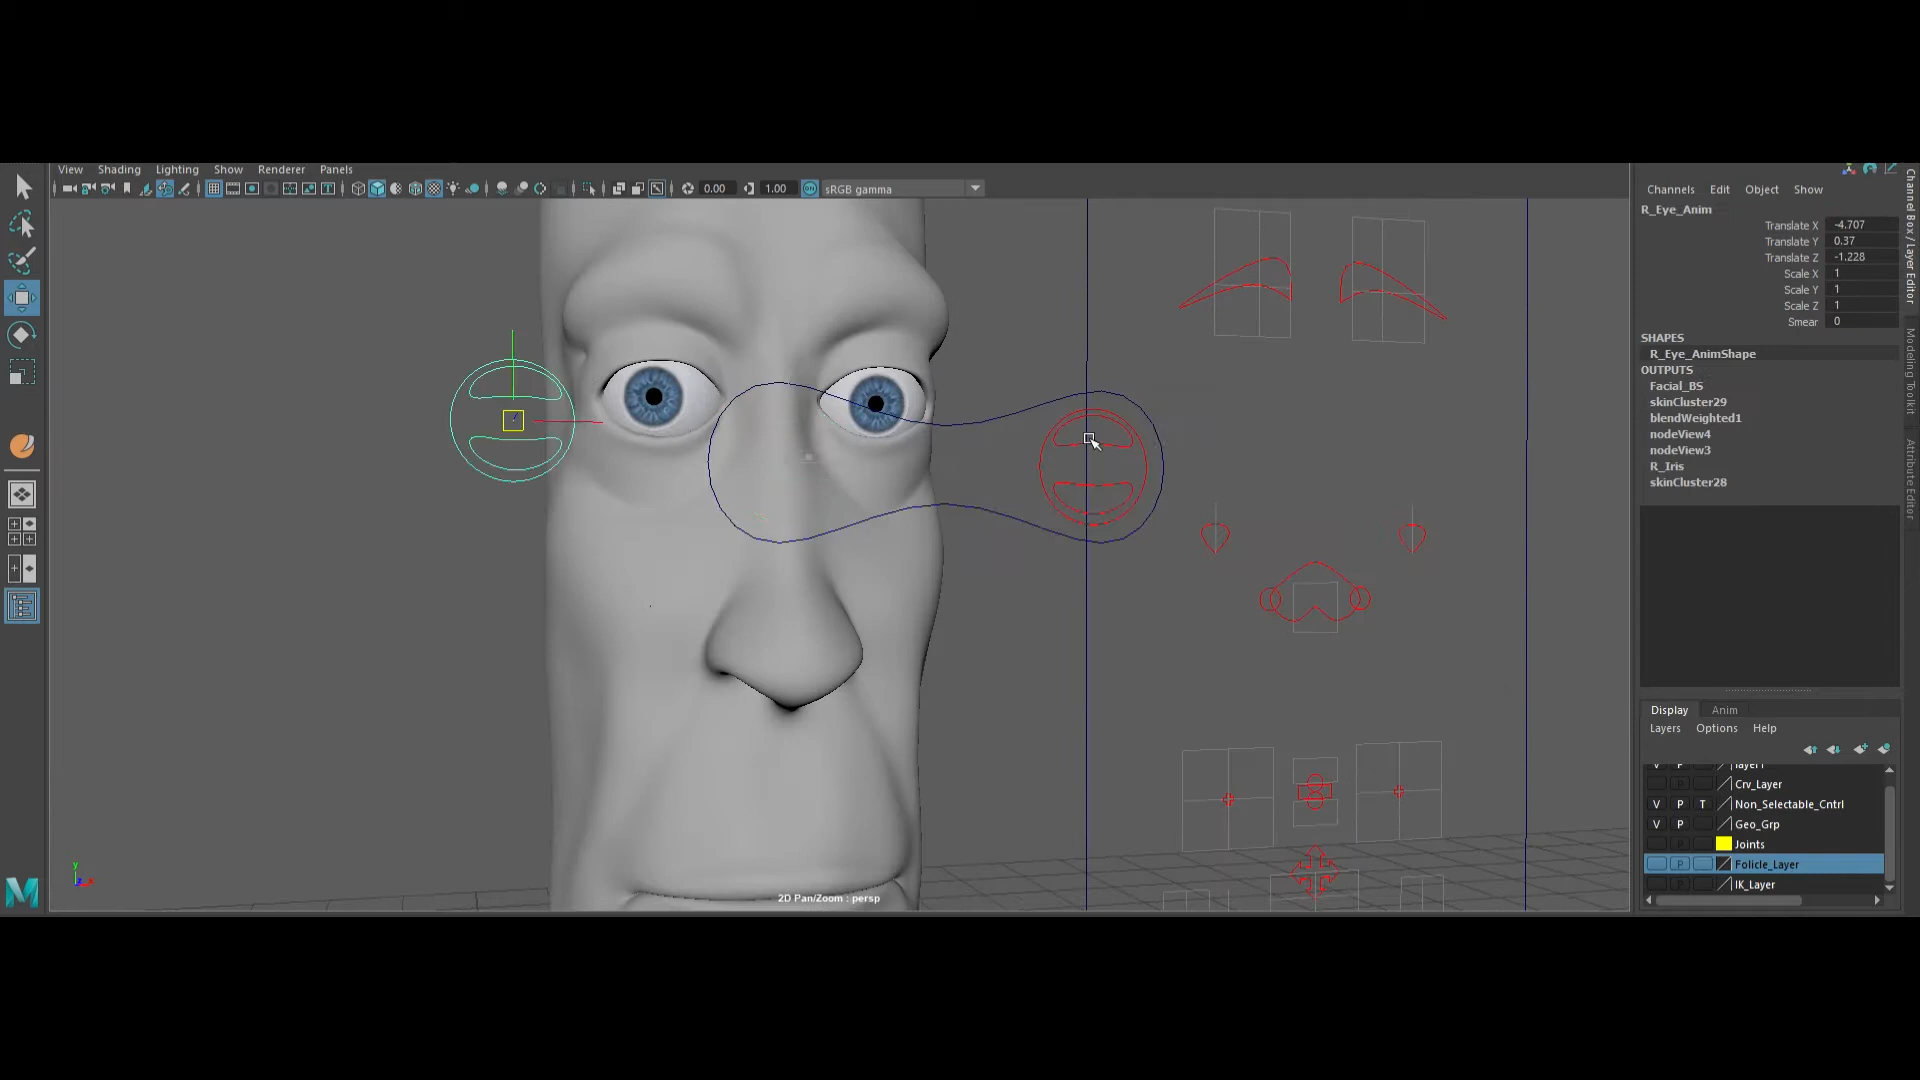 View Shading Lighting Show Renderer Panels
0.00 1.00 ON sRGB gamma
Channels Edit Object Show
R_Eye_Anim
Translate X -4.707
Translate Y 0.37
Translate Z -1.228
Scale X 1
Scale Y 1
Scale Z 1
Smear 0
SHAPES
R_Eye_AnimShape
OUTPUTS
Facial_BS
skinCluster29
blendWeighted1
nodeView4
nodeView3
R_Iris
skinCluster28
Channel Box / Layer Editor
Modeling Toolkit
Attribute Editor
Display Anim
Layers Options Help
V P layer1
P Crv_Layer
V P T Non_Selectable_Cntrl
V P Geo_Grp
P Joints
P Folicle_Layer
P IK_Layer
2D Pan/Zoom : persp
y
M